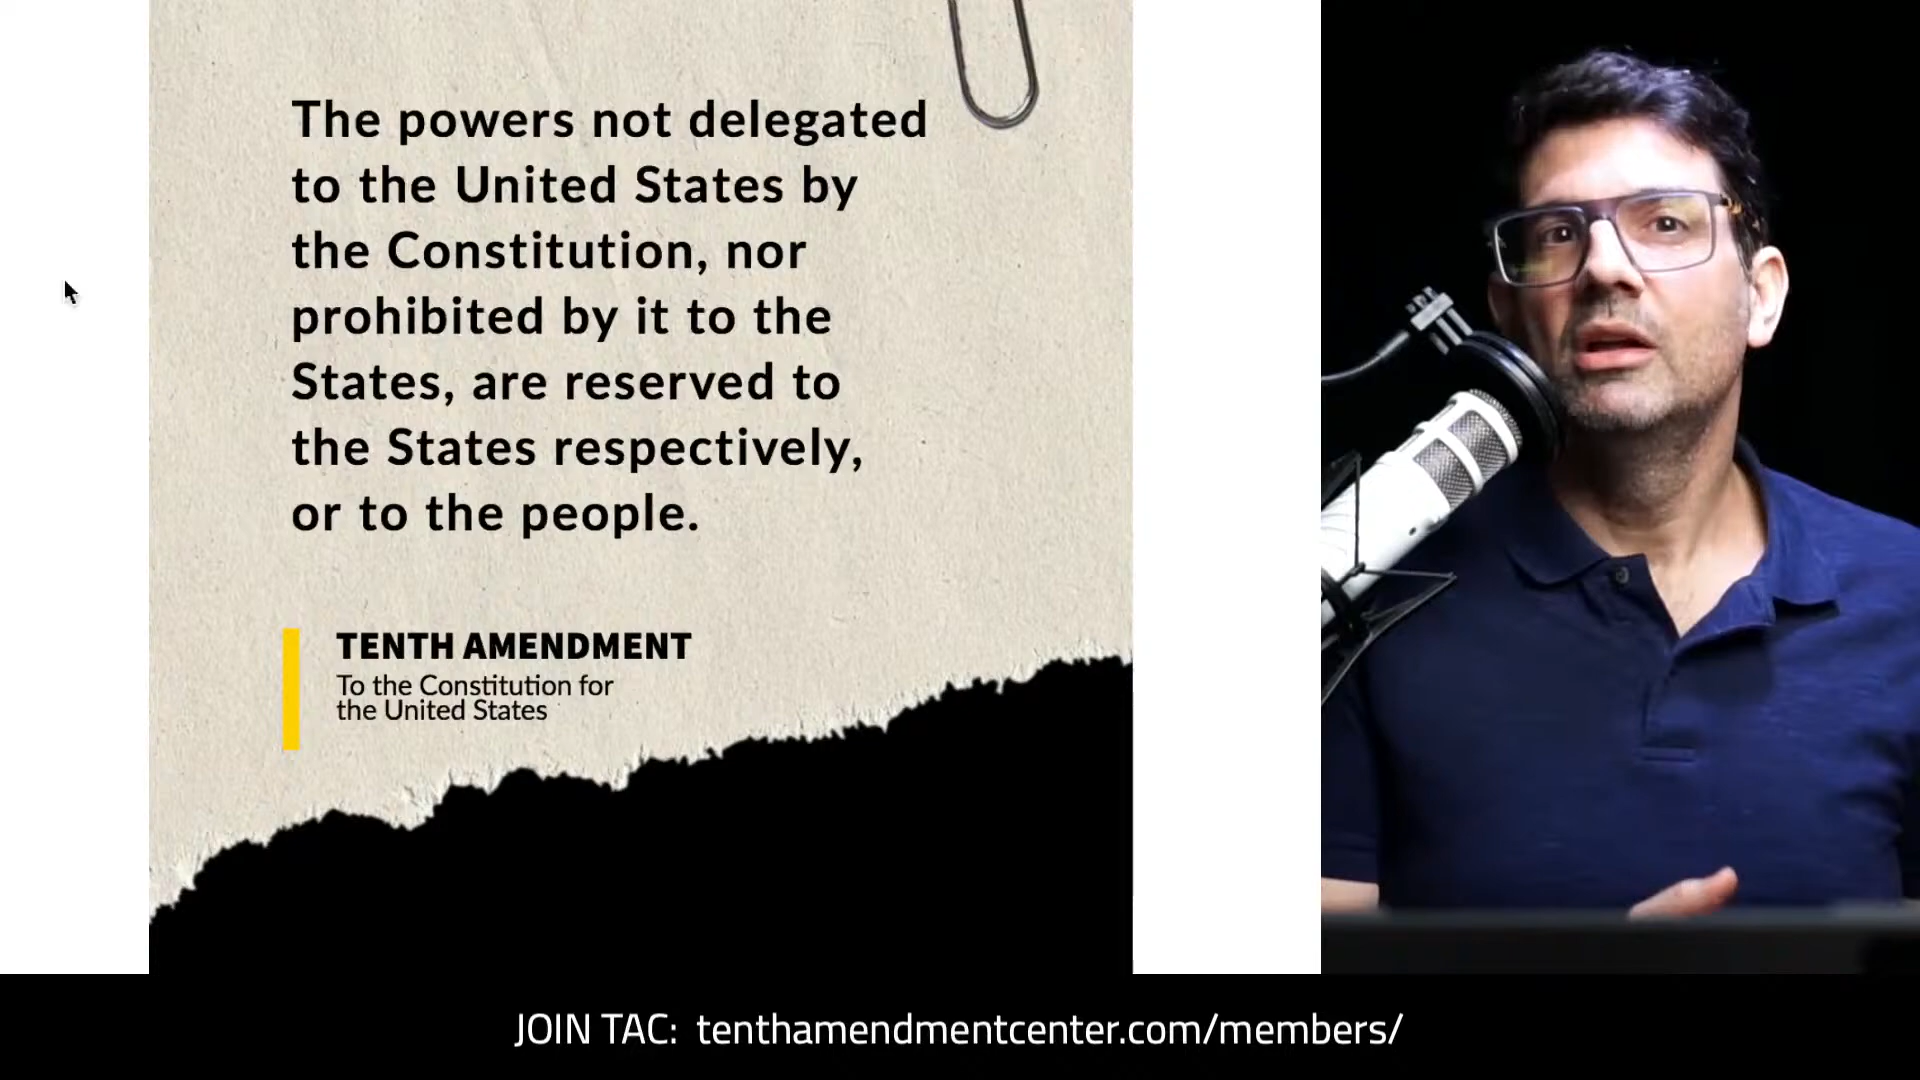 The powers not delegated
to the United States by
the Constitution, nor
prohibited by it to the
States, are reserved to
the States respectively,
or to the people.
TENTH AMENDMENT
To the Constitution for
the United States
JOIN TAC: tenthamendmentcenter.com/members/